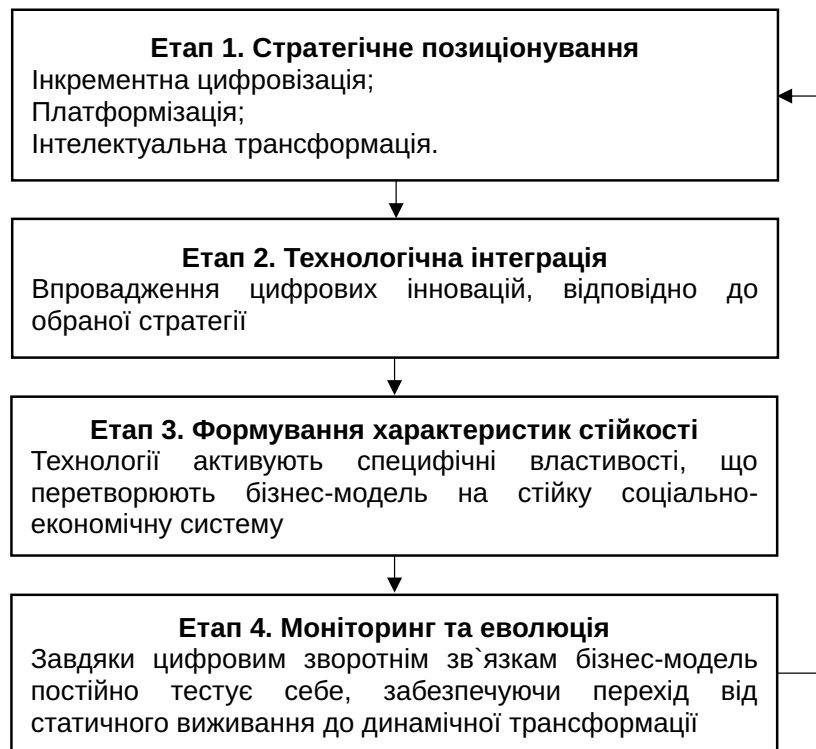 Етап 1. Стратегічне позиціонування
Інкрементна цифровізація;
Платформізація;
Інтелектуальна трансформація.
Етап 2. Технологічна інтеграція
Впровадження цифрових інновацій, відповідно до
обраної стратегії
Етап 3. Формування характеристик стійкості
Технології активують специфічні властивості, що
перетворюють бізнес-модель на стійку соціально-
економічну систему
Етап 4. Моніторинг та еволюція
Завдяки цифровим зворотнім зв`язкам бізнес-модель
постійно тестує себе, забезпечуючи перехід від
статичного виживання до динамічної трансформації